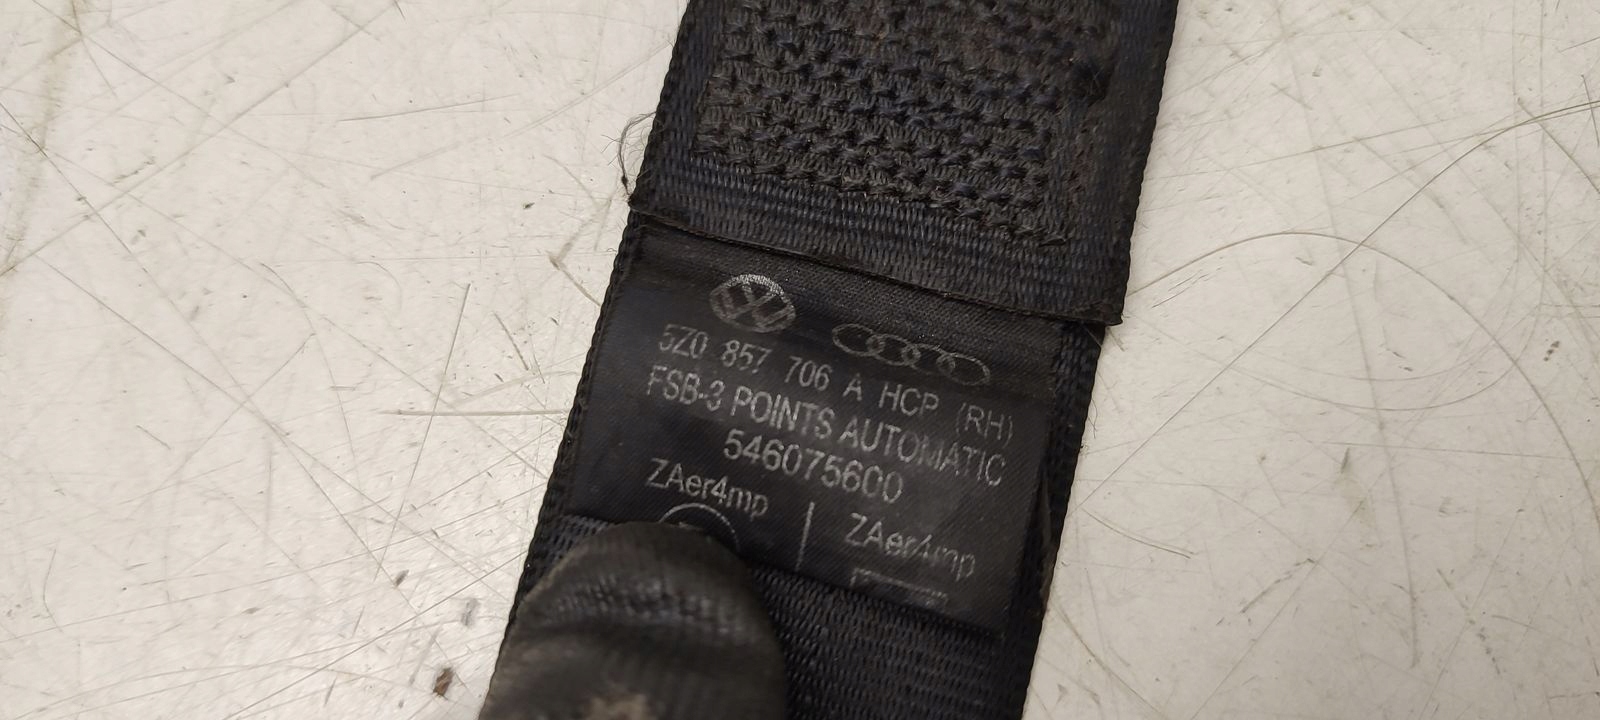 5Z0 857 706 A HCP (RH)
FSB-3 POINTS AUTOMATIC
546075600
ZAer4mp
ZAer4mp